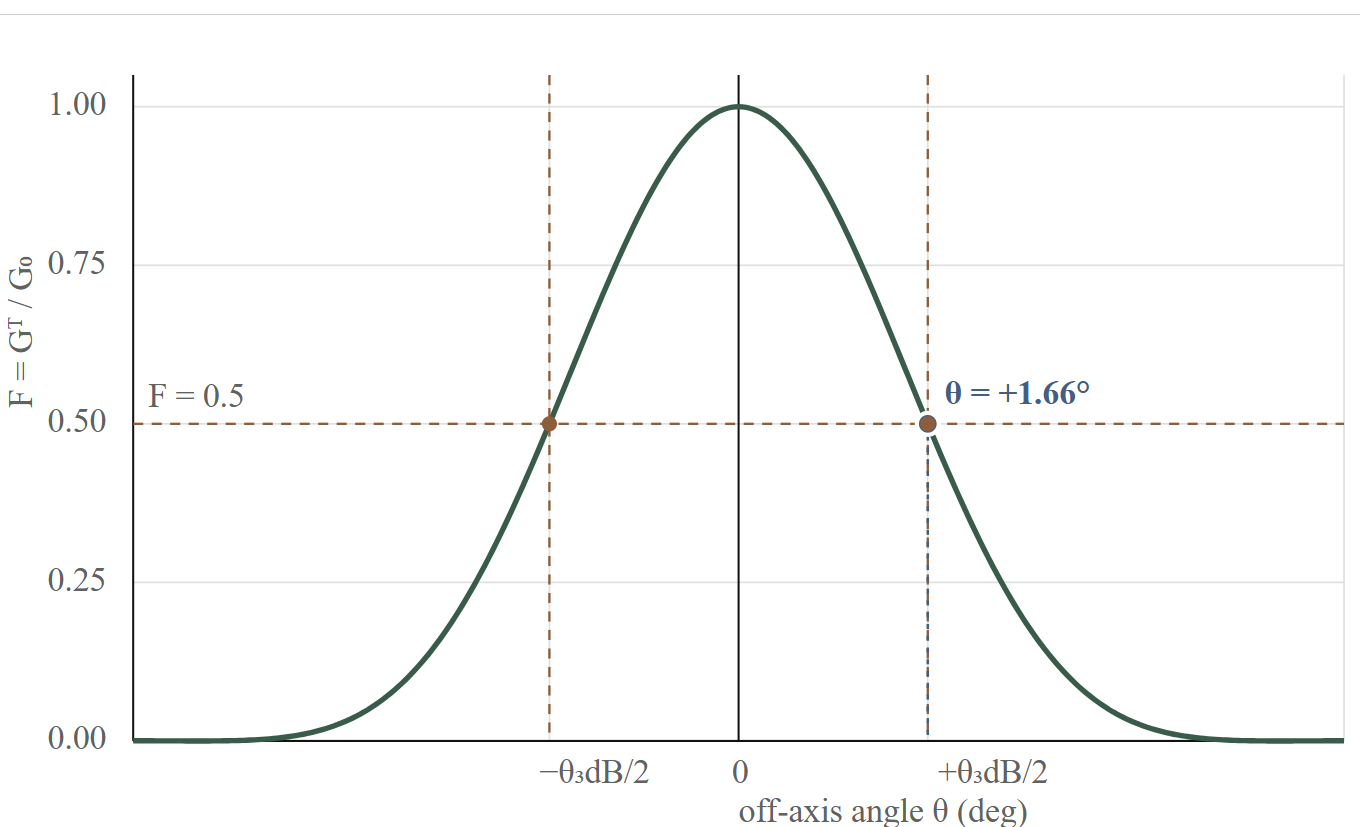 1.00
0.75
F = Gᵀ / G₀
F = 0.5
θ = +1.66°
0.50
0.25
0.00
−θ₃dB/2
0
+θ₃dB/2
off-axis angle θ (deg)